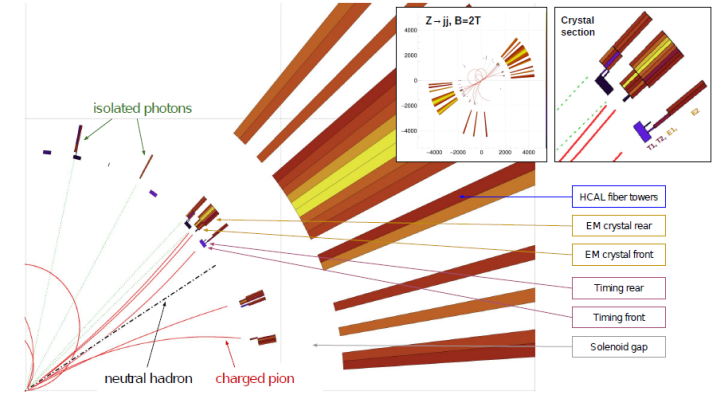 Z→jj, B=2T
4000
2000
0
−2000
−4000
−4000
−2000
0
2000
4000
Crystal
section
T1, T2, E1,
E2
isolated photons
HCAL fiber towers
EM crystal rear
EM crystal front
Timing rear
Timing front
Solenoid gap
neutral hadron
charged pion